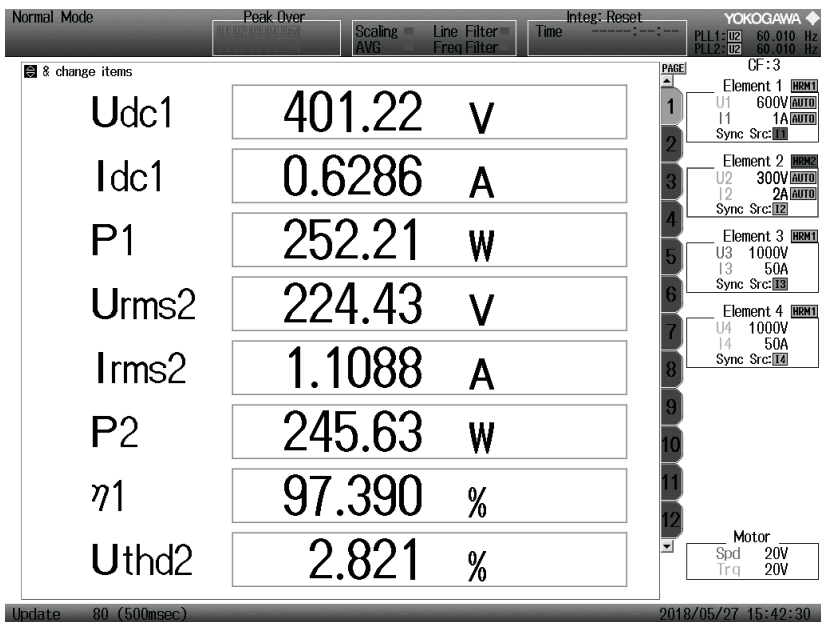 Normal Mode
Peak Over
Scaling
AVG
Line Filter
Freq Filter
Integ: Reset
Time -----:--:--
YOKOGAWA
PLL1: U2 60.010 Hz
PLL2: U2 60.010 Hz
& change items
PAGE
CF:3
Udc1 401.22 V
Idc1 0.6286 A
P1 252.21 W
Urms2 224.43 V
Irms2 1.1088 A
P2 245.63 W
η1 97.390 %
Uthd2 2.821 %
1
2
3
4
5
6
7
8
9
10
11
12
Element 1 HRM1
U1 600V AUTO
I1 1A AUTO
Sync Src: I1
Element 2 HRM2
U2 300V AUTO
I2 2A AUTO
Sync Src: I2
Element 3 HRM1
U3 1000V
I3 50A
Sync Src: I3
Element 4 HRM1
U4 1000V
I4 50A
Sync Src: I4
Motor
Spd 20V
Trq 20V
Update 80 (500msec)
2018/05/27 15:42:30